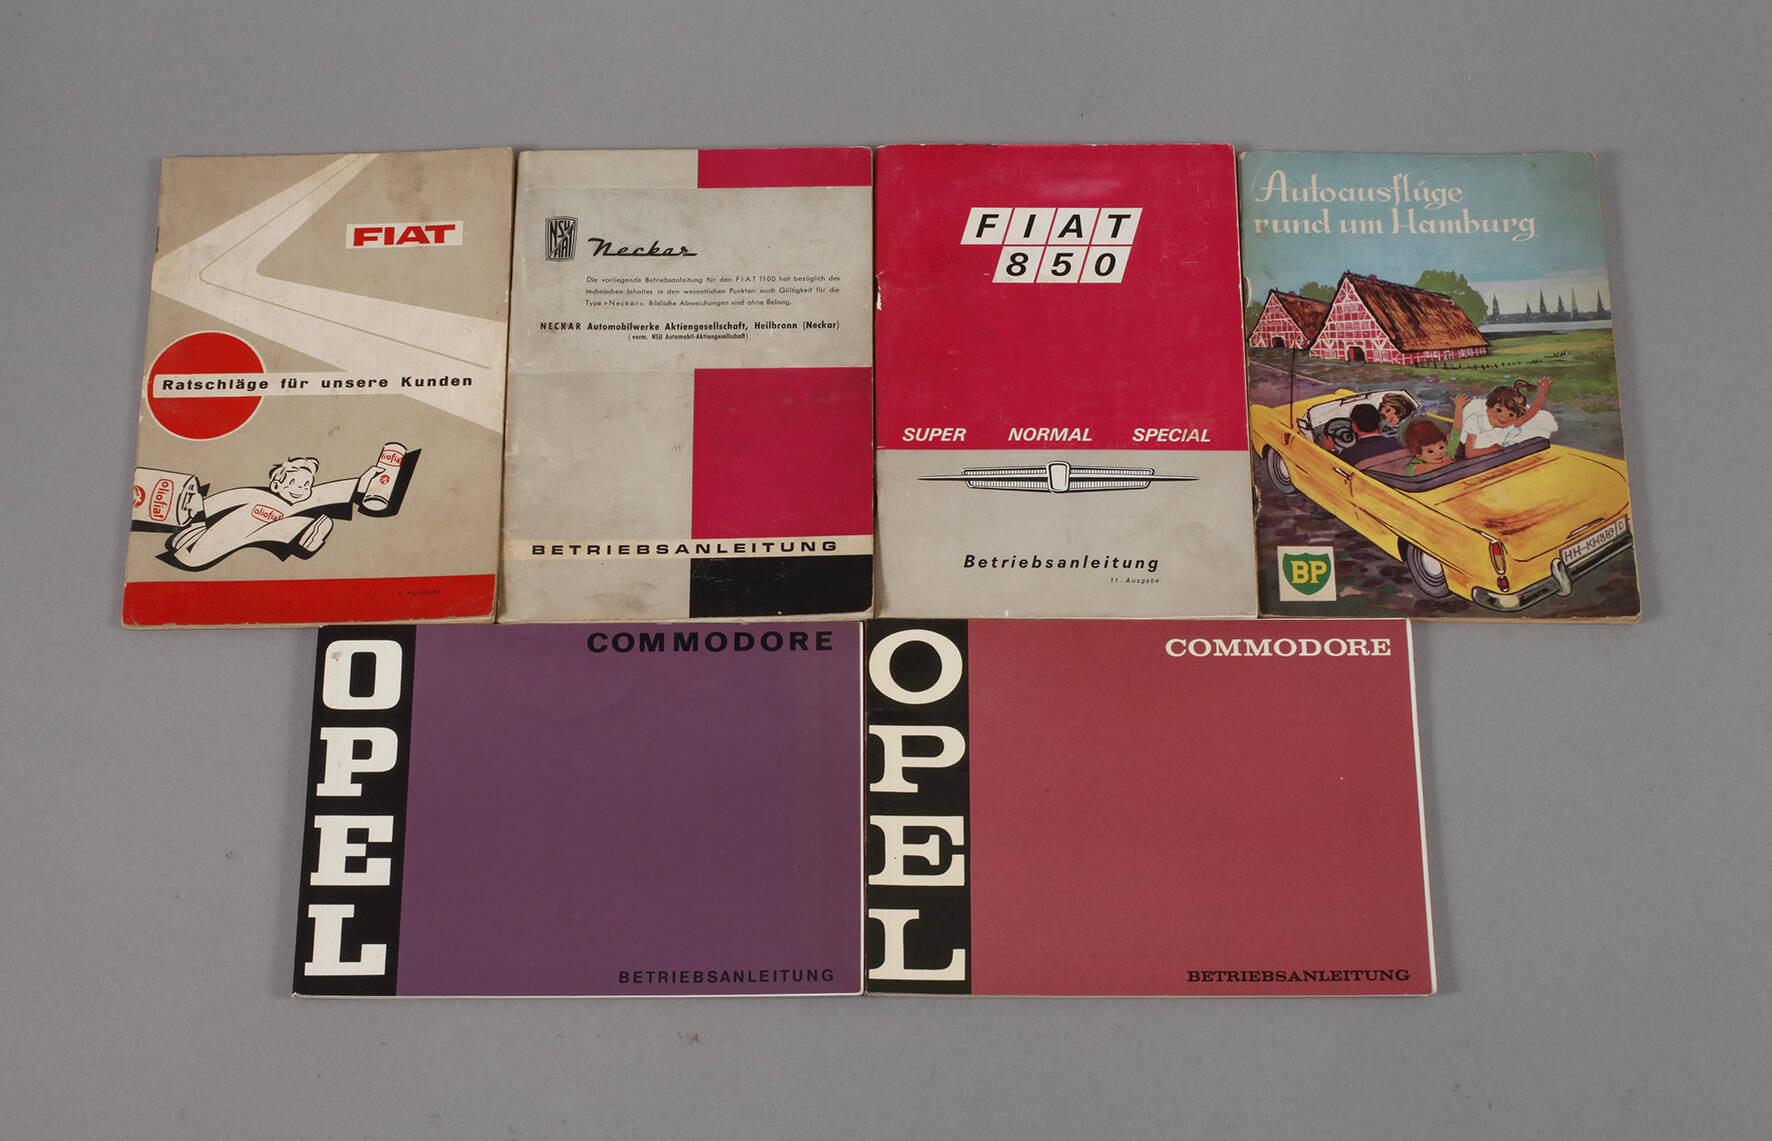 FIAT
Ratschläge für unsere Kunden
oliofiat
oliofiat
oliofiat
AUSGABE
NSU
FIAT
Neckar
Die vorliegende Betriebsanleitung für den FIAT 1100 hat bezüglich des
technischen Inhaltes in den wesentlichen Punkten auch Gültigkeit für die
Type »Neckar«. Bildliche Abweichungen sind ohne Belang.
NECKAR Automobilwerke Aktiengesellschaft, Heilbronn (Neckar)
(vorm. NSU Automobil-Aktiengesellschaft)
BETRIEBSANLEITUNG
FIAT
850
SUPER NORMAL SPECIAL
Betriebsanleitung
11. Ausgabe
Autoausflüge
rund um Hamburg
HH-KH889 D
BP
OPEL
COMMODORE
BETRIEBSANLEITUNG
OPEL
COMMODORE
BETRIEBSANLEITUNG